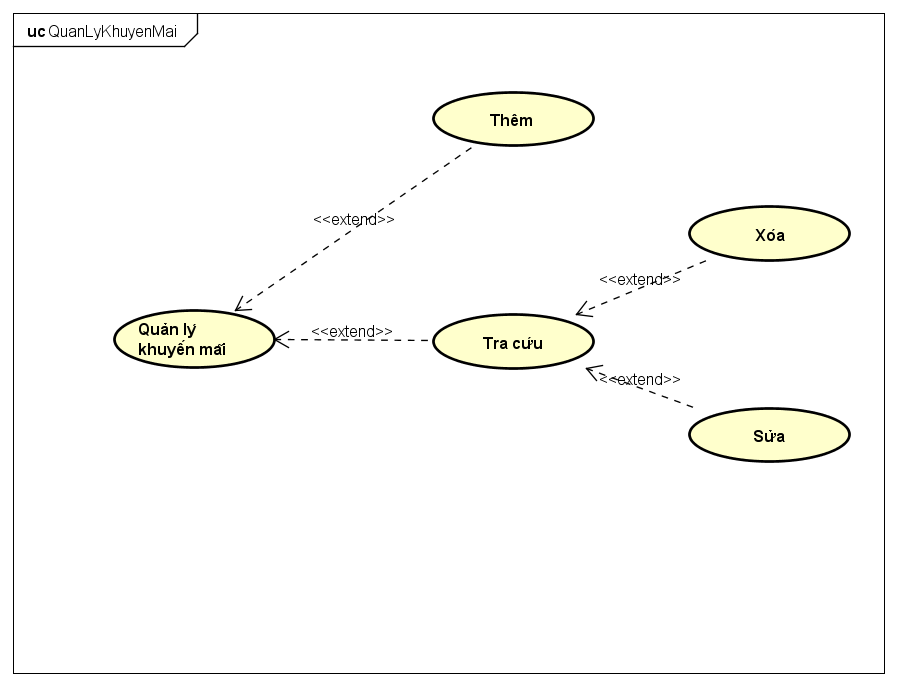 uc QuanLyKhuyenMai
Thêm
<<extend>>
Xóa
<<extend>>
Quản lý
khuyến mãi
<<extend>>
Tra cứu
<<extend>>
Sửa